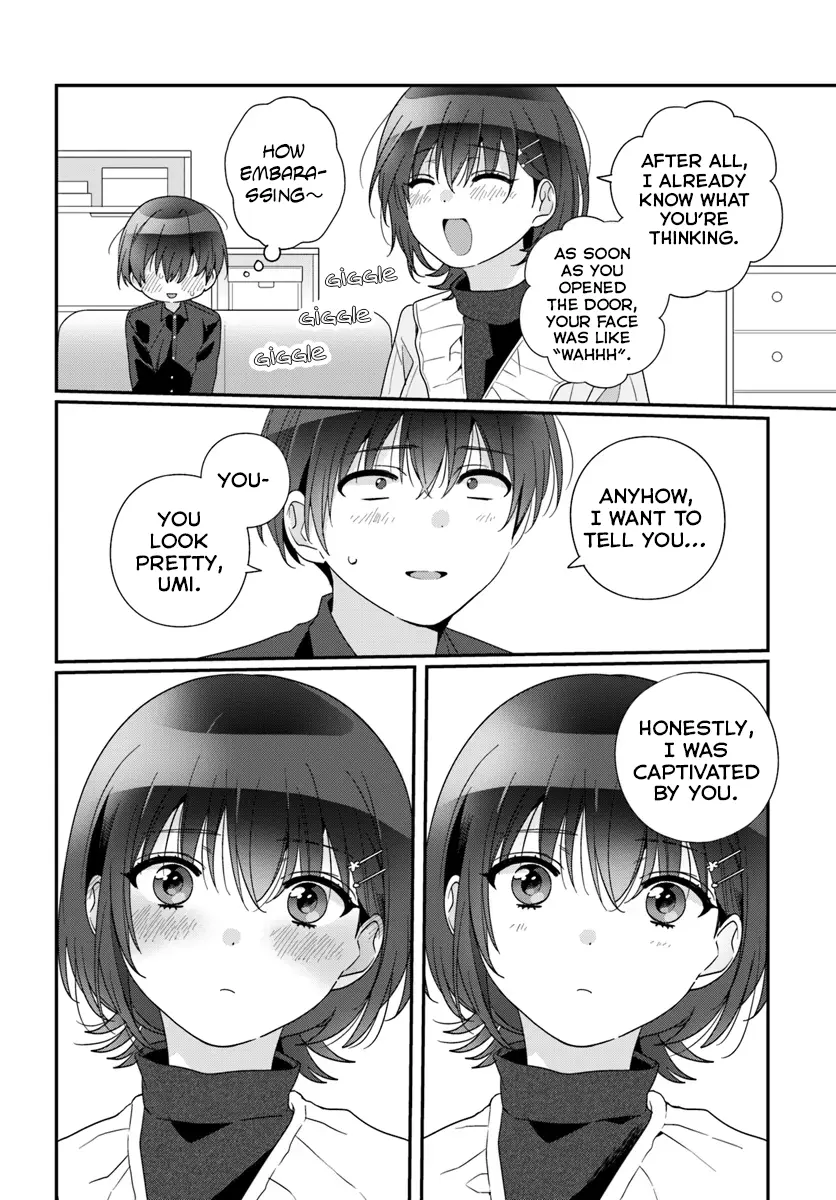 AFTER ALL,
I ALREADY
KNOW WHAT
YOU'RE
THINKING.
AS SOON
AS YOU
OPENED
THE DOOR,
YOUR FACE
WAS LIKE
"WAHHH".
HOW
EMBARA-
SSING~
GIGGLE
GIGGLE
GIGGLE
ANYHOW,
I WANT TO
TELL YOU...
YOU-
YOU
LOOK
PRETTY,
UMI.
HONESTLY,
I WAS
CAPTIVATED
BY YOU.